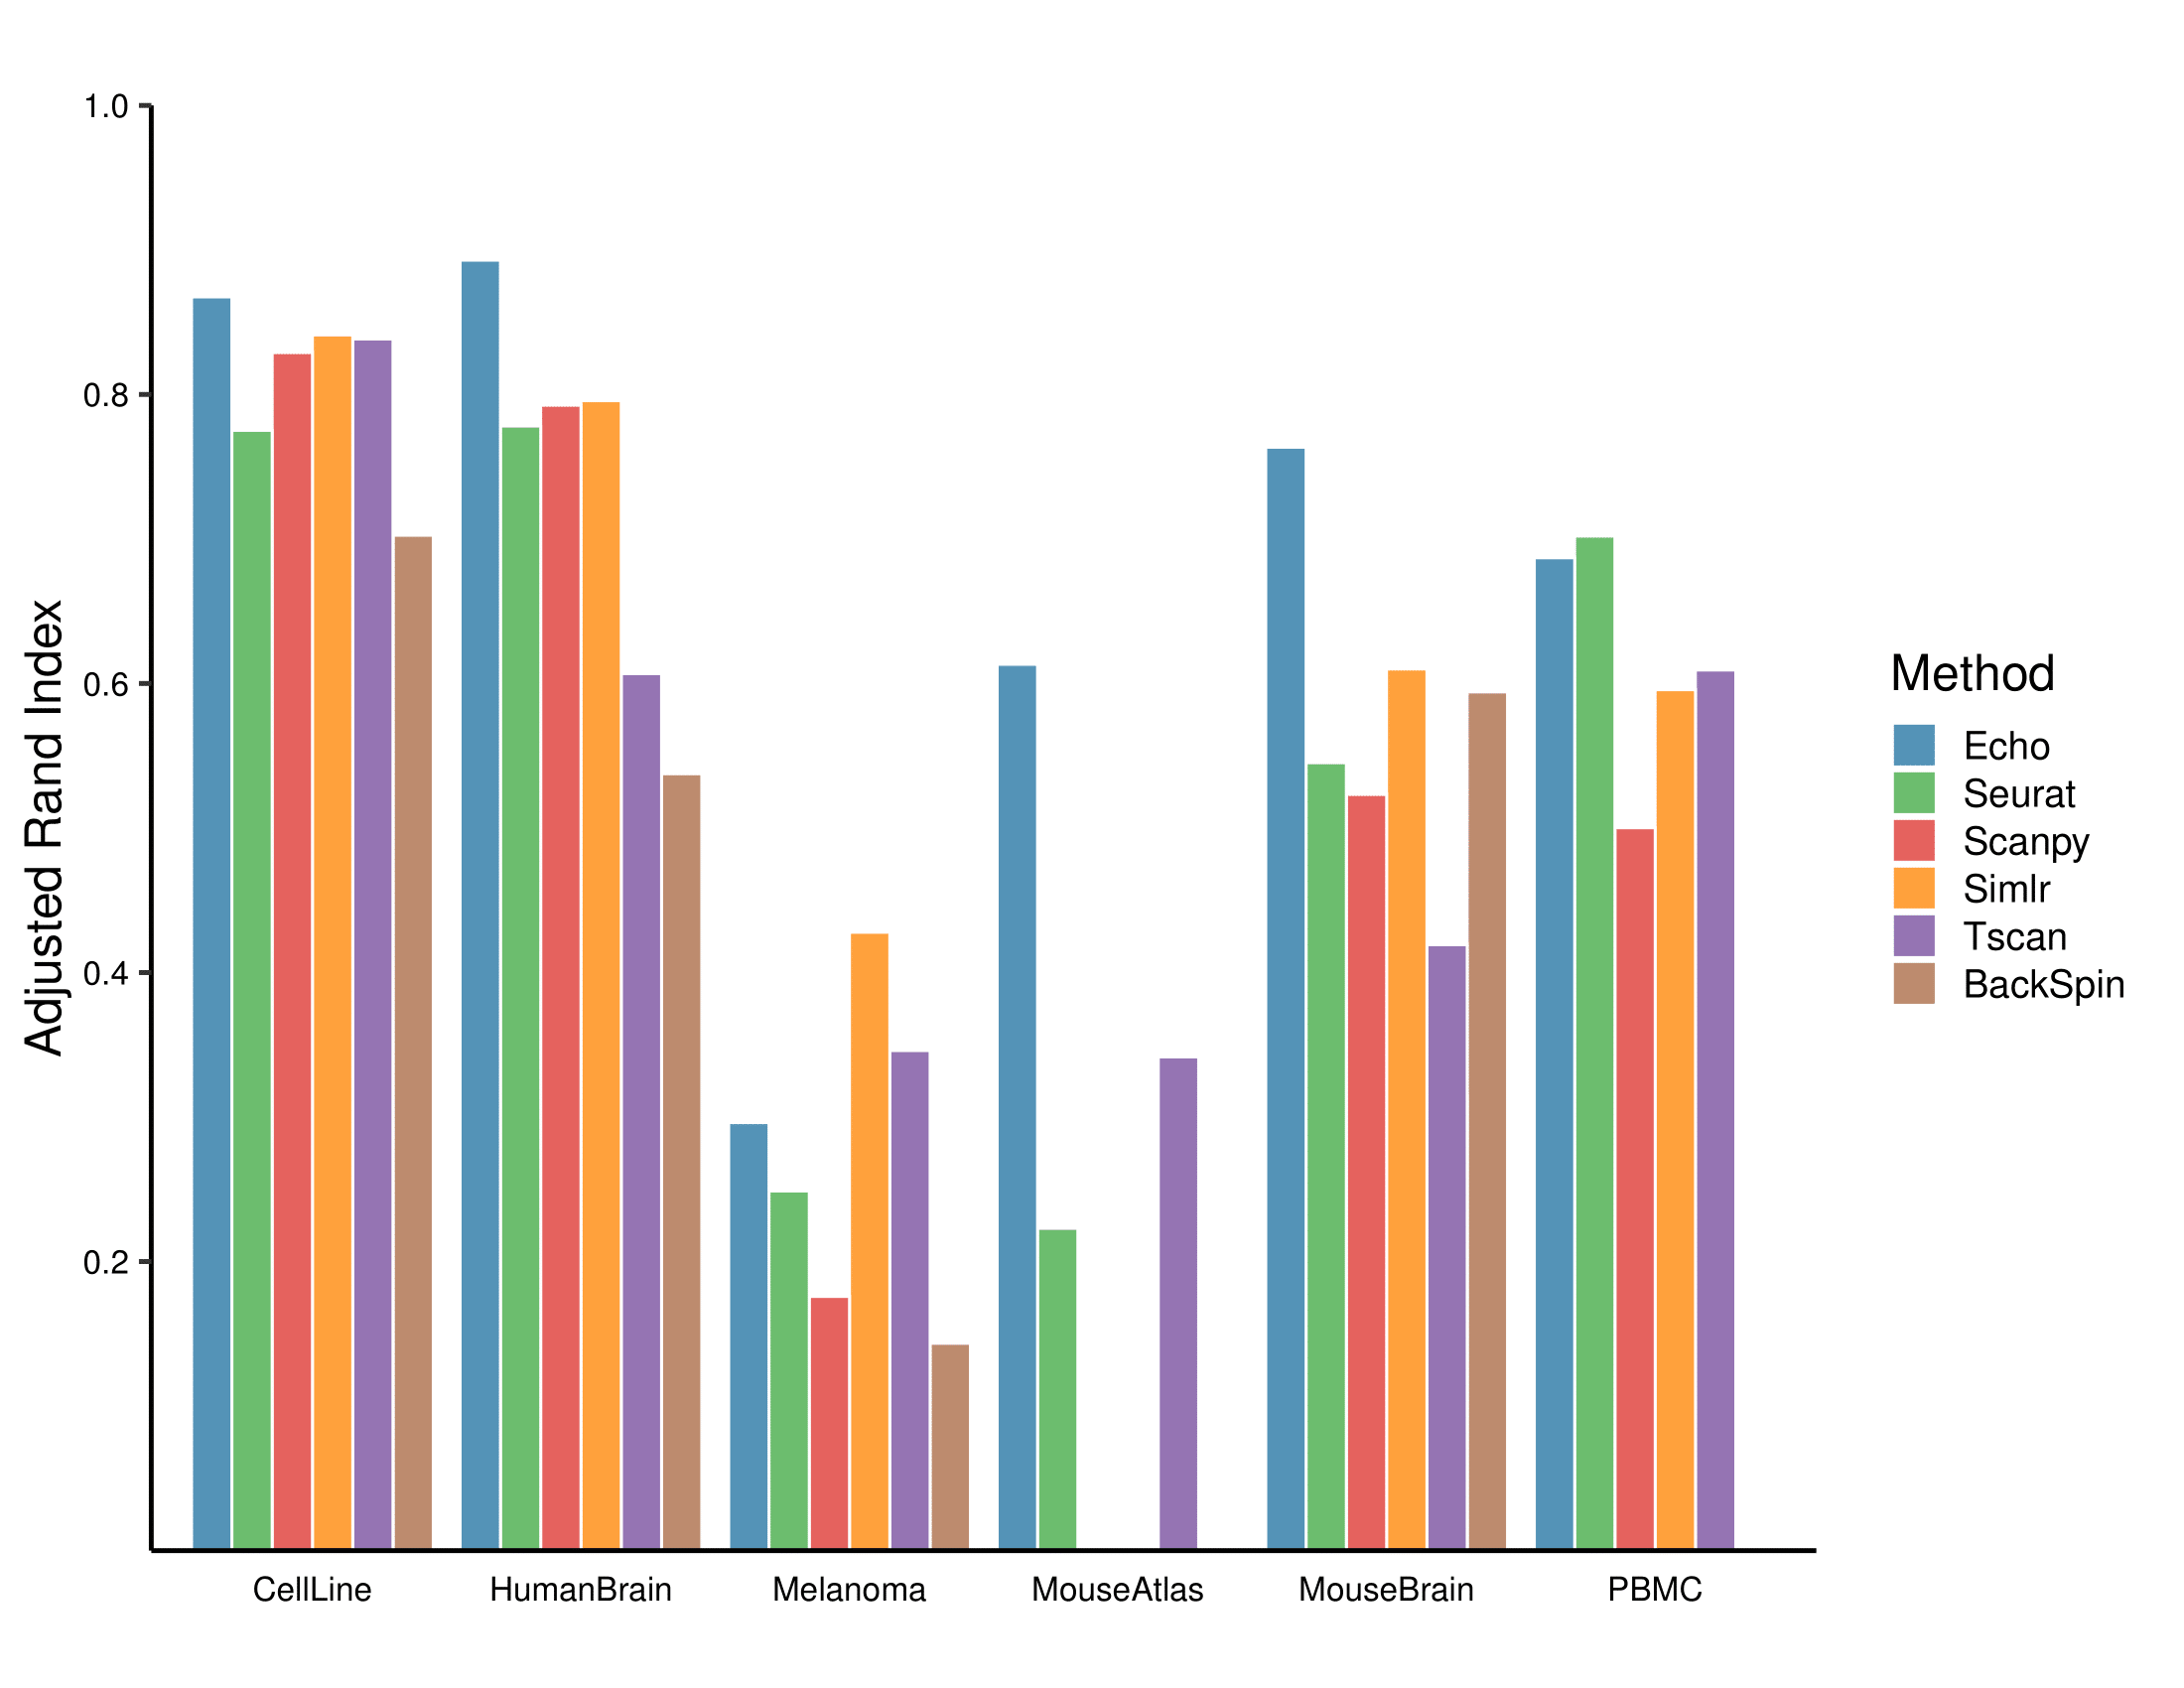 Adjusted Rand Index
1.0
0.8
0.6
0.4
0.2
CellLine
HumanBrain
Melanoma
MouseAtlas
MouseBrain
PBMC
Method
Echo
Seurat
Scanpy
Simlr
Tscan
BackSpin